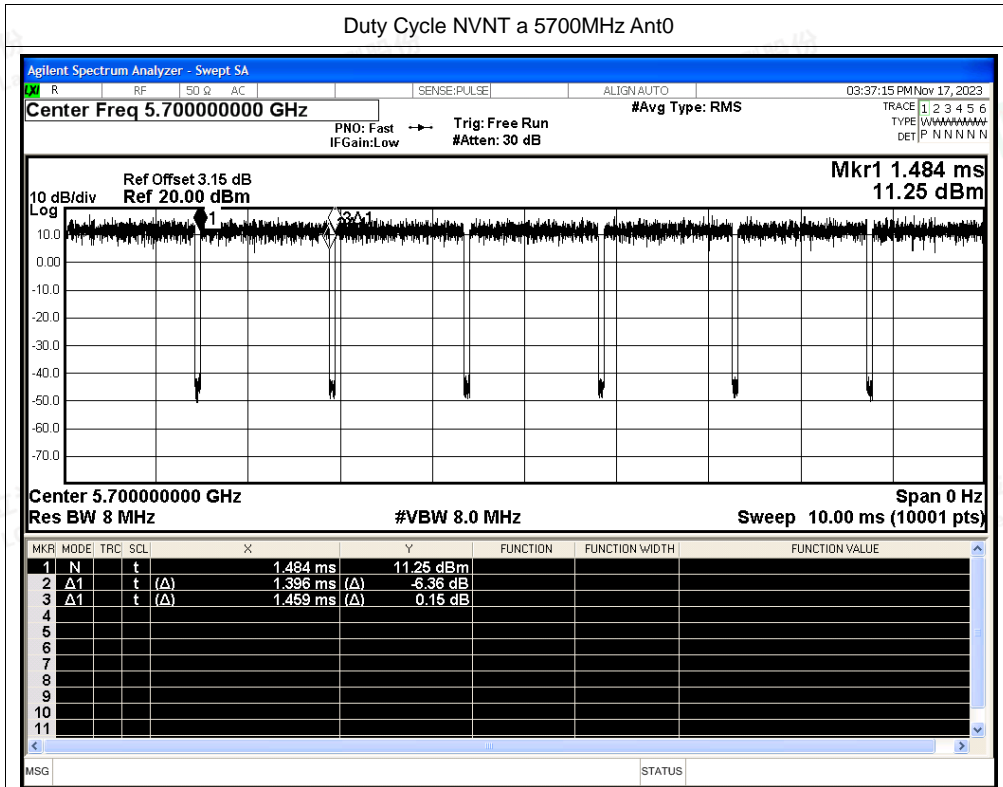 Duty Cycle NVNT a 5700MHz Ant0
Agilent Spectrum Analyzer - Swept SA
LXI R RF 50 Ω AC SENSE:PULSE ALIGN AUTO 03:37:15 PM Nov 17, 2023
Center Freq 5.700000000 GHz #Avg Type: RMS TRACE 1 2 3 4 5 6
PNO: Fast Trig: Free Run TYPE WWWWWW
IFGain:Low #Atten: 30 dB DET P N N N N N
Mkr1 1.484 ms
Ref Offset 3.15 dB
10 dB/div Ref 20.00 dBm 11.25 dBm
Log
1 3Δ1
10.0
0.00
-10.0
-20.0
-30.0
-40.0
-50.0
-60.0
-70.0
Center 5.700000000 GHz Span 0 Hz
Res BW 8 MHz #VBW 8.0 MHz Sweep 10.00 ms (10001 pts)
MKR MODE TRC SCL X Y FUNCTION FUNCTION WIDTH FUNCTION VALUE
1 N t 1.484 ms 11.25 dBm
2 Δ1 t (Δ) 1.396 ms (Δ) -6.36 dB
3 Δ1 t (Δ) 1.459 ms (Δ) 0.15 dB
4
5
6
7
8
9
10
11
MSG STATUS